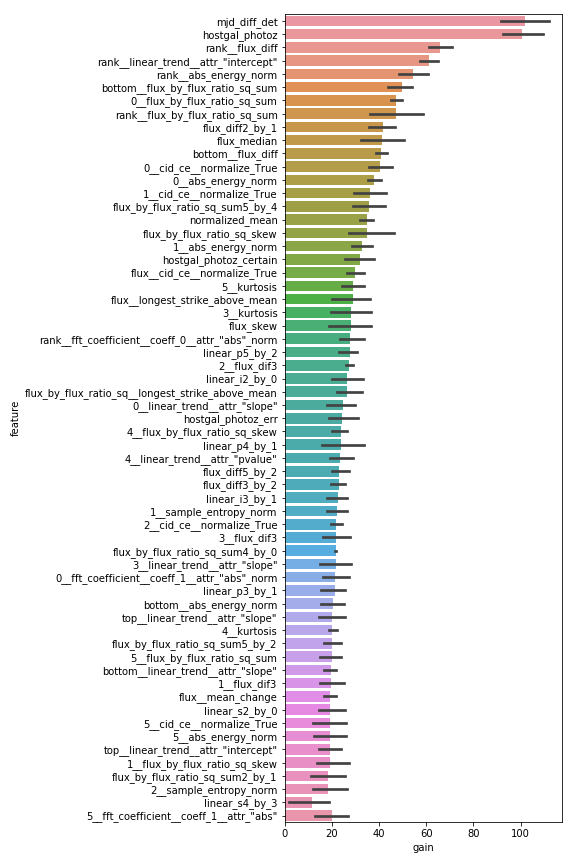 mjd_diff_det
hostgal_photoz
rank__flux_diff
rank__linear_trend__attr_"intercept"
rank__abs_energy_norm
bottom__flux_by_flux_ratio_sq_sum
0__flux_by_flux_ratio_sq_sum
rank__flux_by_flux_ratio_sq_sum
flux_diff2_by_1
flux_median
bottom__flux_diff
0__cid_ce__normalize_True
0__abs_energy_norm
1__cid_ce__normalize_True
flux_by_flux_ratio_sq_sum5_by_4
normalized_mean
flux_by_flux_ratio_sq_skew
1__abs_energy_norm
hostgal_photoz_certain
flux__cid_ce__normalize_True
5__kurtosis
flux__longest_strike_above_mean
3__kurtosis
flux_skew
rank__fft_coefficient__coeff_0__attr_"abs"_norm
linear_p5_by_2
2__flux_dif3
linear_i2_by_0
flux_by_flux_ratio_sq__longest_strike_above_mean
0__linear_trend__attr_"slope"
hostgal_photoz_err
4__flux_by_flux_ratio_sq_skew
linear_p4_by_1
4__linear_trend__attr_"pvalue"
flux_diff5_by_2
flux_diff3_by_2
linear_i3_by_1
1__sample_entropy_norm
2__cid_ce__normalize_True
3__flux_dif3
flux_by_flux_ratio_sq_sum4_by_0
3__linear_trend__attr_"slope"
0__fft_coefficient__coeff_1__attr_"abs"_norm
linear_p3_by_1
bottom__abs_energy_norm
top__linear_trend__attr_"slope"
4__kurtosis
flux_by_flux_ratio_sq_sum5_by_2
5__flux_by_flux_ratio_sq_sum
bottom__linear_trend__attr_"slope"
1__flux_dif3
flux__mean_change
linear_s2_by_0
5__cid_ce__normalize_True
5__abs_energy_norm
top__linear_trend__attr_"intercept"
1__flux_by_flux_ratio_sq_skew
flux_by_flux_ratio_sq_sum2_by_1
2__sample_entropy_norm
linear_s4_by_3
5__fft_coefficient__coeff_1__attr_"abs"
feature
0 20 40 60 80 100
gain